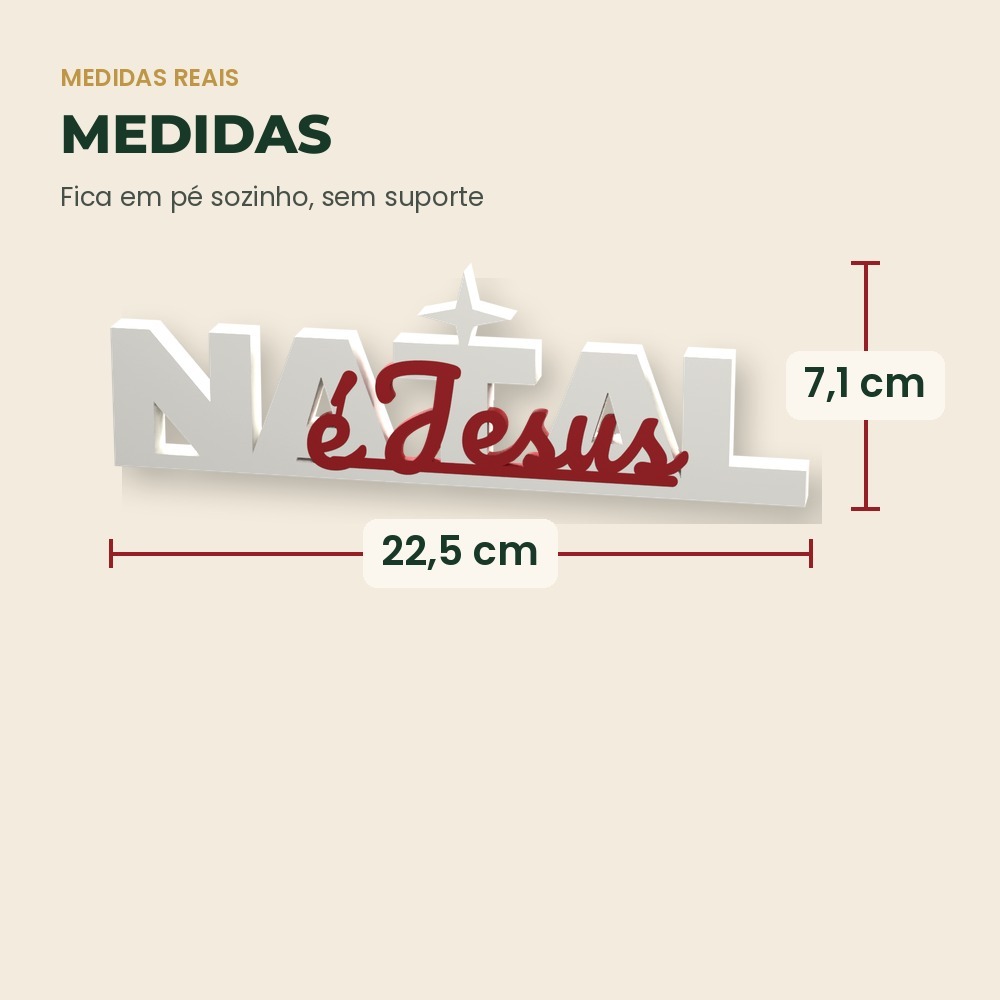 MEDIDAS REAIS
MEDIDAS
Fica em pé sozinho, sem suporte
NATAL
é Jesus
7,1 cm
22,5 cm